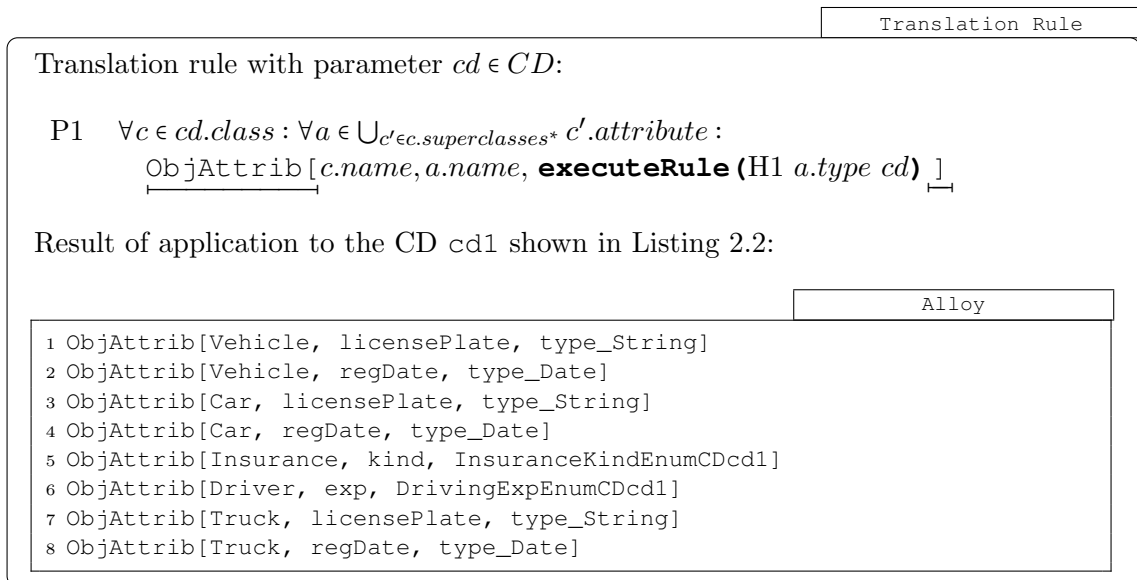 Translation Rule
Translation rule with parameter cd ∈ CD:
P1 ∀c ∈ cd.class : ∀a ∈ ⋃c′∈c.superclasses* c′.attribute :
ObjAttrib[c.name, a.name, executeRule(H1 a.type cd) ]
Result of application to the CD cd1 shown in Listing 2.2:
Alloy
1 ObjAttrib[Vehicle, licensePlate, type_String]
2 ObjAttrib[Vehicle, regDate, type_Date]
3 ObjAttrib[Car, licensePlate, type_String]
4 ObjAttrib[Car, regDate, type_Date]
5 ObjAttrib[Insurance, kind, InsuranceKindEnumCDcd1]
6 ObjAttrib[Driver, exp, DrivingExpEnumCDcd1]
7 ObjAttrib[Truck, licensePlate, type_String]
8 ObjAttrib[Truck, regDate, type_Date]